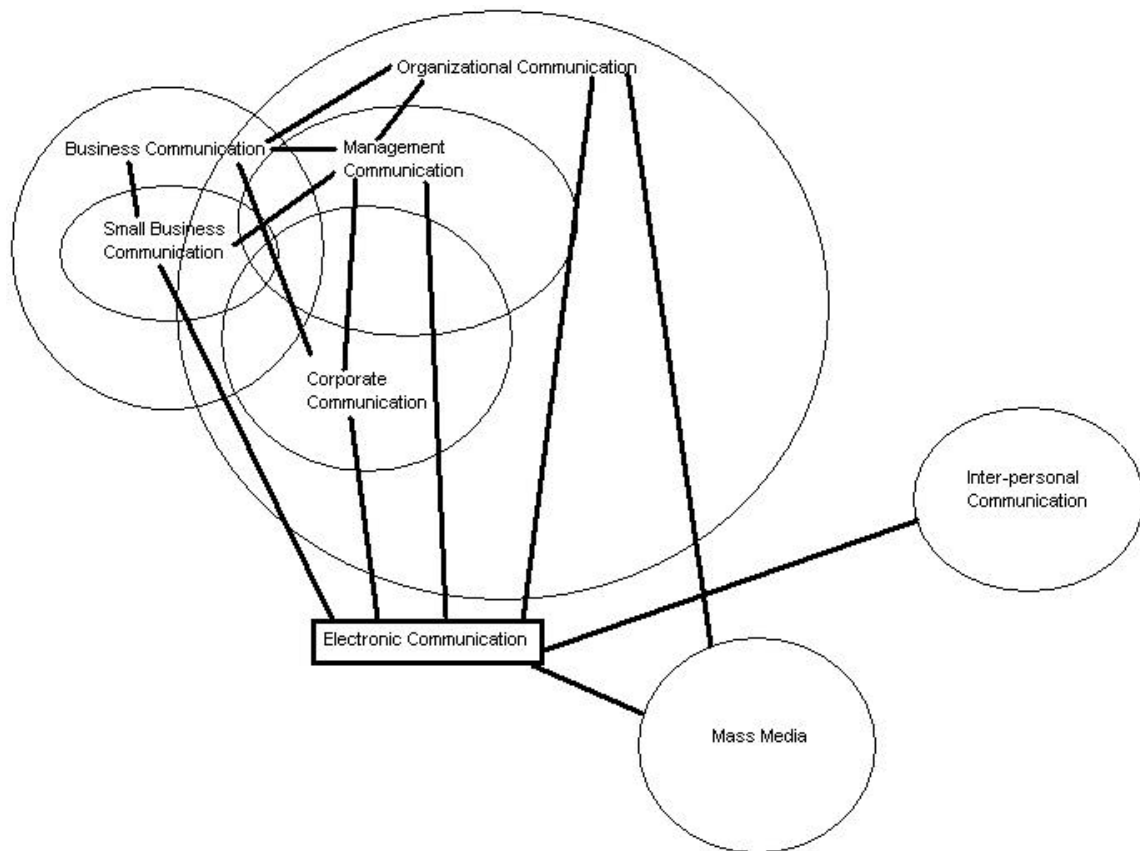 Organizational Communication
Business Communication
Management
Communication
Small Business
Communication
Corporate
Communication
Inter-personal
Communication
Electronic Communication
Mass Media